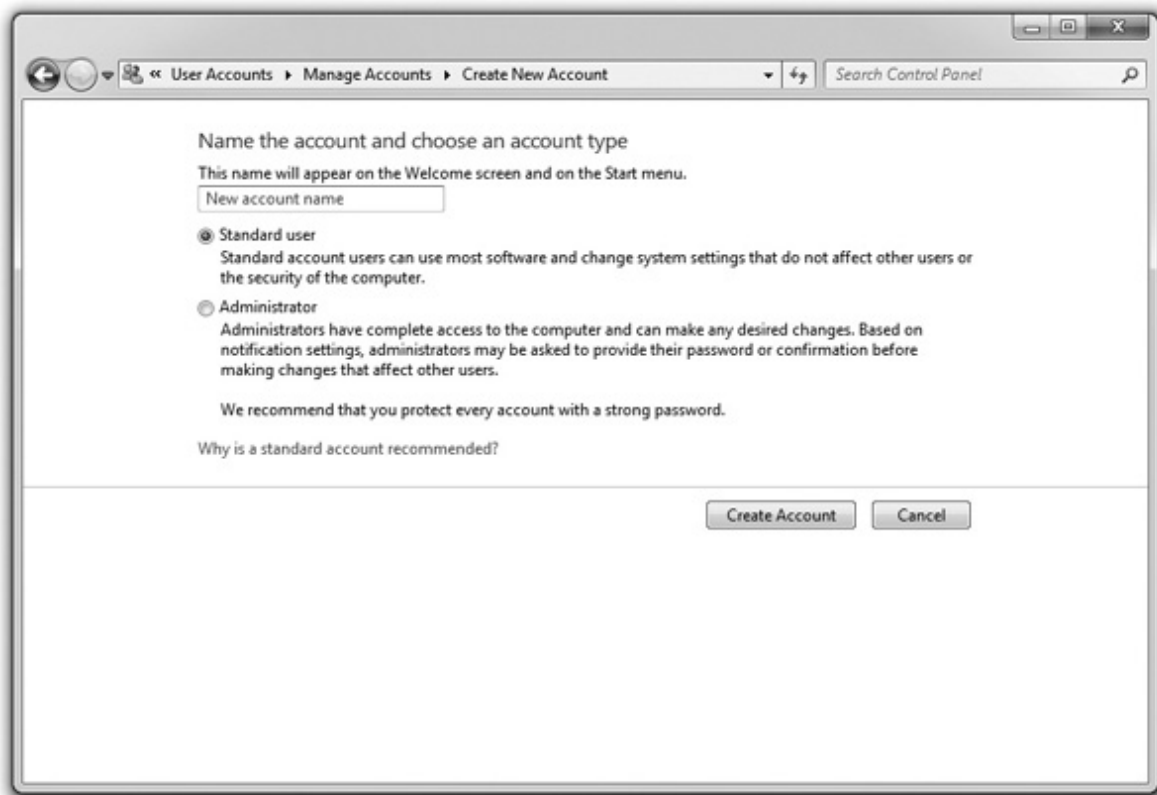 « User Accounts ▸ Manage Accounts ▸ Create New Account
Search Control Panel
Name the account and choose an account type
This name will appear on the Welcome screen and on the Start menu.
New account name
Standard user
Standard account users can use most software and change system settings that do not affect other users or
the security of the computer.
Administrator
Administrators have complete access to the computer and can make any desired changes. Based on
notification settings, administrators may be asked to provide their password or confirmation before
making changes that affect other users.
We recommend that you protect every account with a strong password.
Why is a standard account recommended?
Create Account Cancel